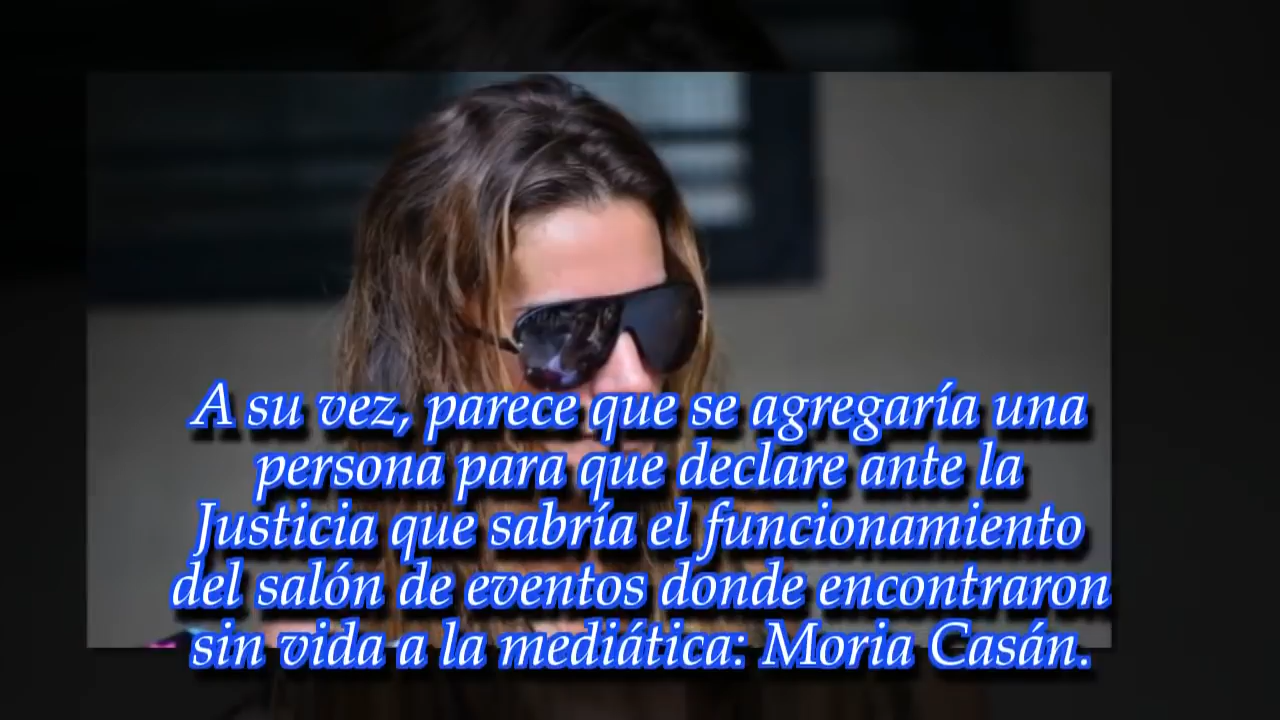 A su vez, parece que se agregaría una
persona para que declare ante la
Justicia que sabría el funcionamiento
del salón de eventos donde encontraron
sin vida a la mediática: Moria Casán.